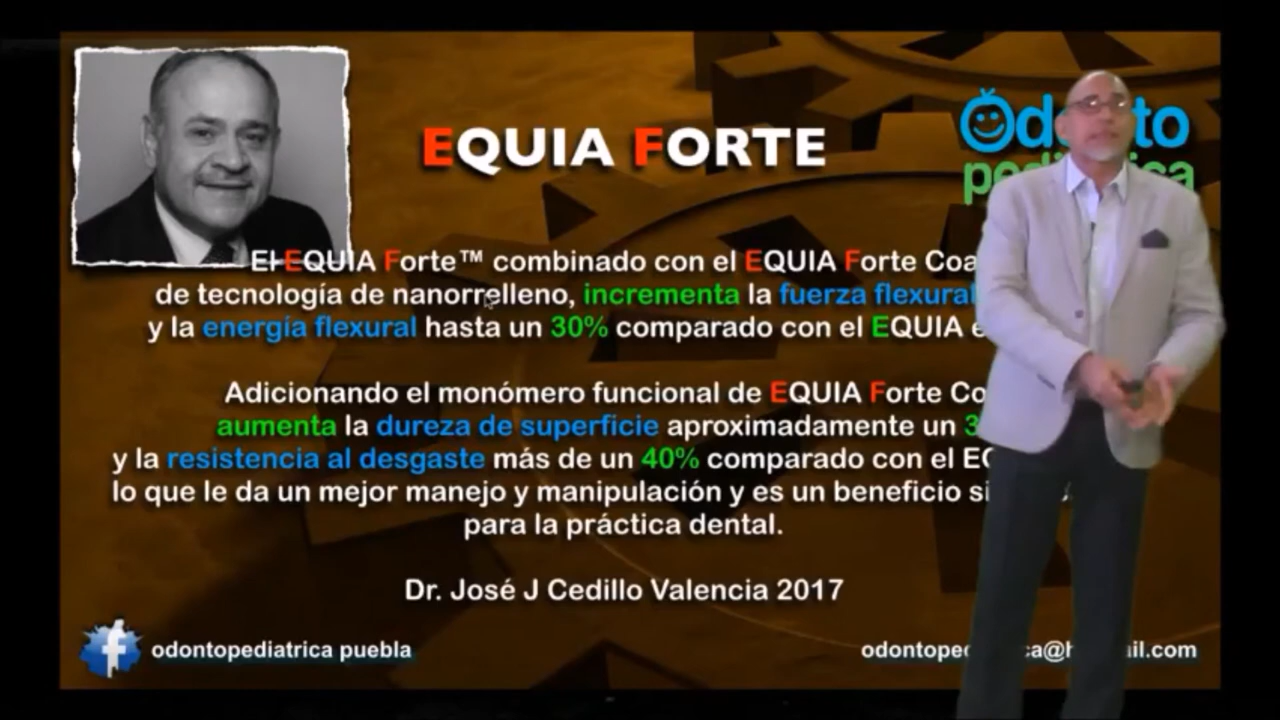 EQUIA FORTE
El EQUIA Forte™ combinado con el EQUIA Forte
de tecnología de nanorrelleno, incrementa la fuerza flexural
y la energía flexural hasta un 30% comparado con el EQUIA
Adicionando el monómero funcional de EQUIA Forte
aumenta la dureza de superficie aproximadamente un
y la resistencia al desgaste más de un 40% comparado con el
lo que le da un mejor manejo y manipulación y es un beneficio
para la práctica dental.
Dr. José J Cedillo Valencia 2017
odontopediatrica puebla